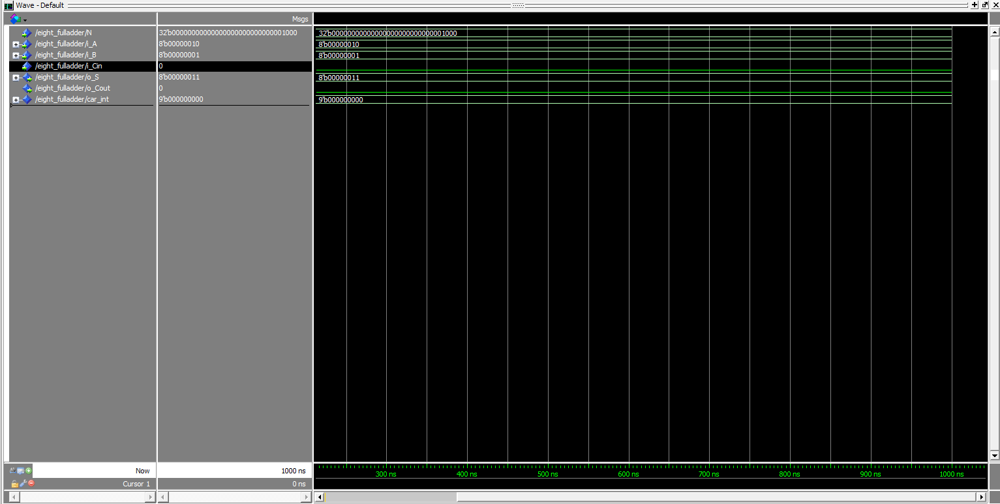 Wave - Default
Msgs
/eight_fulladder/N 32'b00000000000000000000000000001000 32'b00000000000000000000000000001000
/eight_fulladder/i_A 8'b00000010 8'b00000010
/eight_fulladder/i_B 8'b00000001 8'b00000001
/eight_fulladder/i_Cin 0
/eight_fulladder/o_S 8'b00000011 8'b00000011
/eight_fulladder/o_Cout 0
/eight_fulladder/car_int 9'b000000000 9'b000000000
Now 1000 ns
300 ns 400 ns 500 ns 600 ns 700 ns 800 ns 900 ns 1000 ns
Cursor 1 0 ns